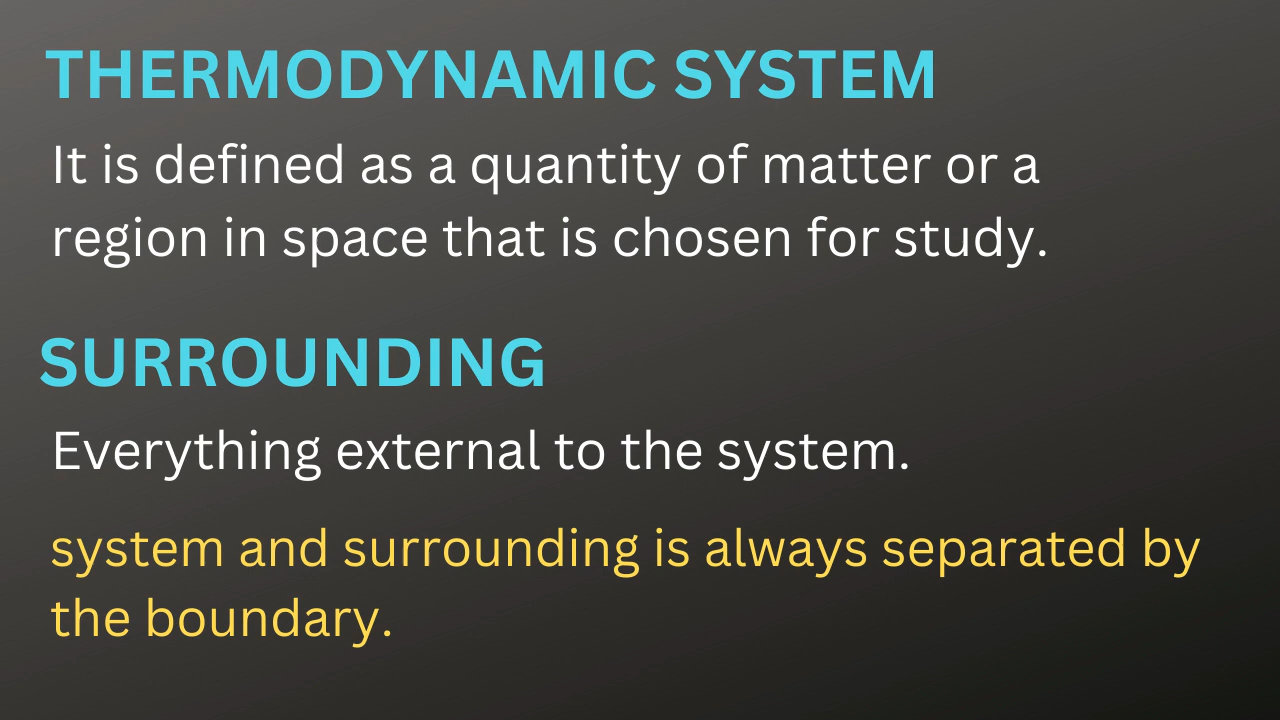 THERMODYNAMIC SYSTEM
It is defined as a quantity of matter or a
region in space that is chosen for study.
SURROUNDING
Everything external to the system.
system and surrounding is always separated by
the boundary.